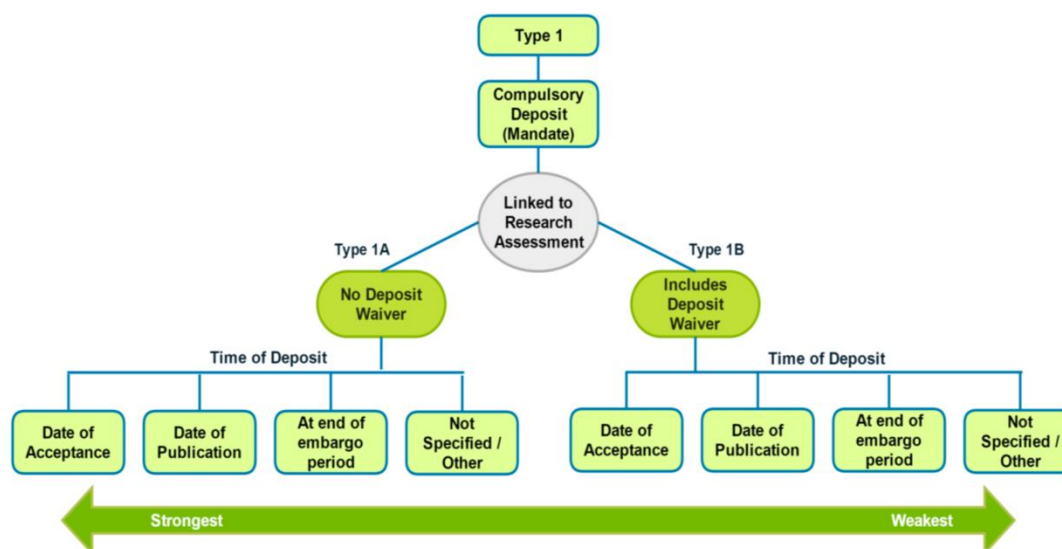 Type 1
Compulsory
Deposit
(Mandate)
Linked to
Research
Assessment
Type 1A
Type 1B
No Deposit
Waiver
Includes
Deposit
Waiver
Time of Deposit
Time of Deposit
Date of
Acceptance
Date of
Publication
At end of
embargo
period
Not
Specified /
Other
Date of
Acceptance
Date of
Publication
At end of
embargo
period
Not
Specified /
Other
Strongest
Weakest